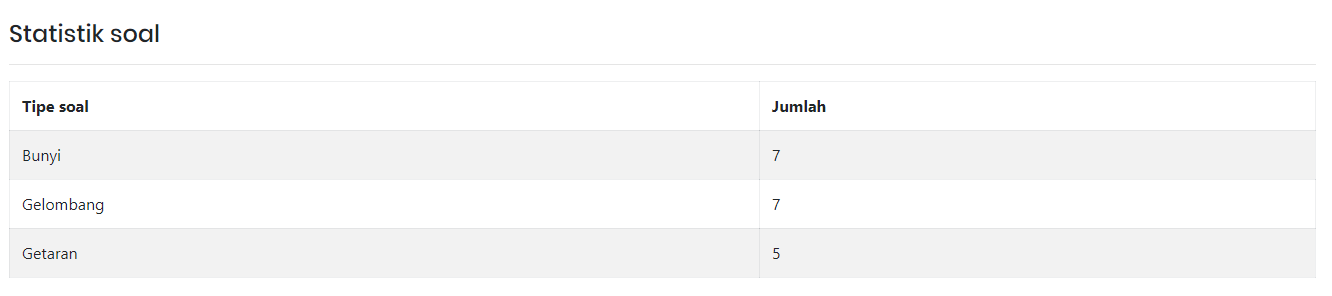 Statistik soal
Tipe soal Jumlah
Bunyi 7
Gelombang 7
Getaran 5